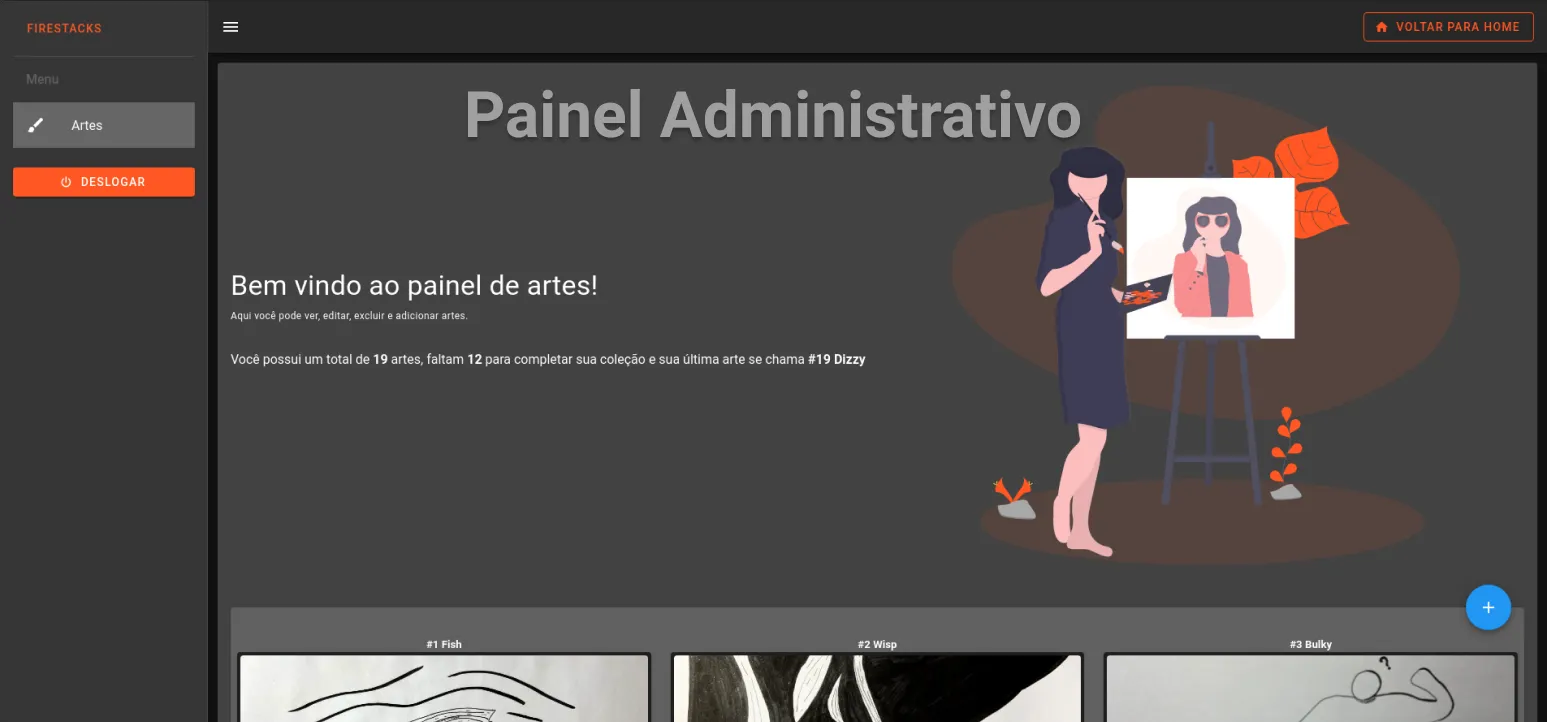 FIRESTACKS
VOLTAR PARA HOME
Menu
Artes
DESLOGAR
Painel Administrativo
Bem vindo ao painel de artes!
Aqui você pode ver, editar, excluir e adicionar artes.
Você possui um total de 19 artes, faltam 12 para completar sua coleção e sua última arte se chama #19 Dizzy
+
#1 Fish
#2 Wisp
#3 Bulky
?